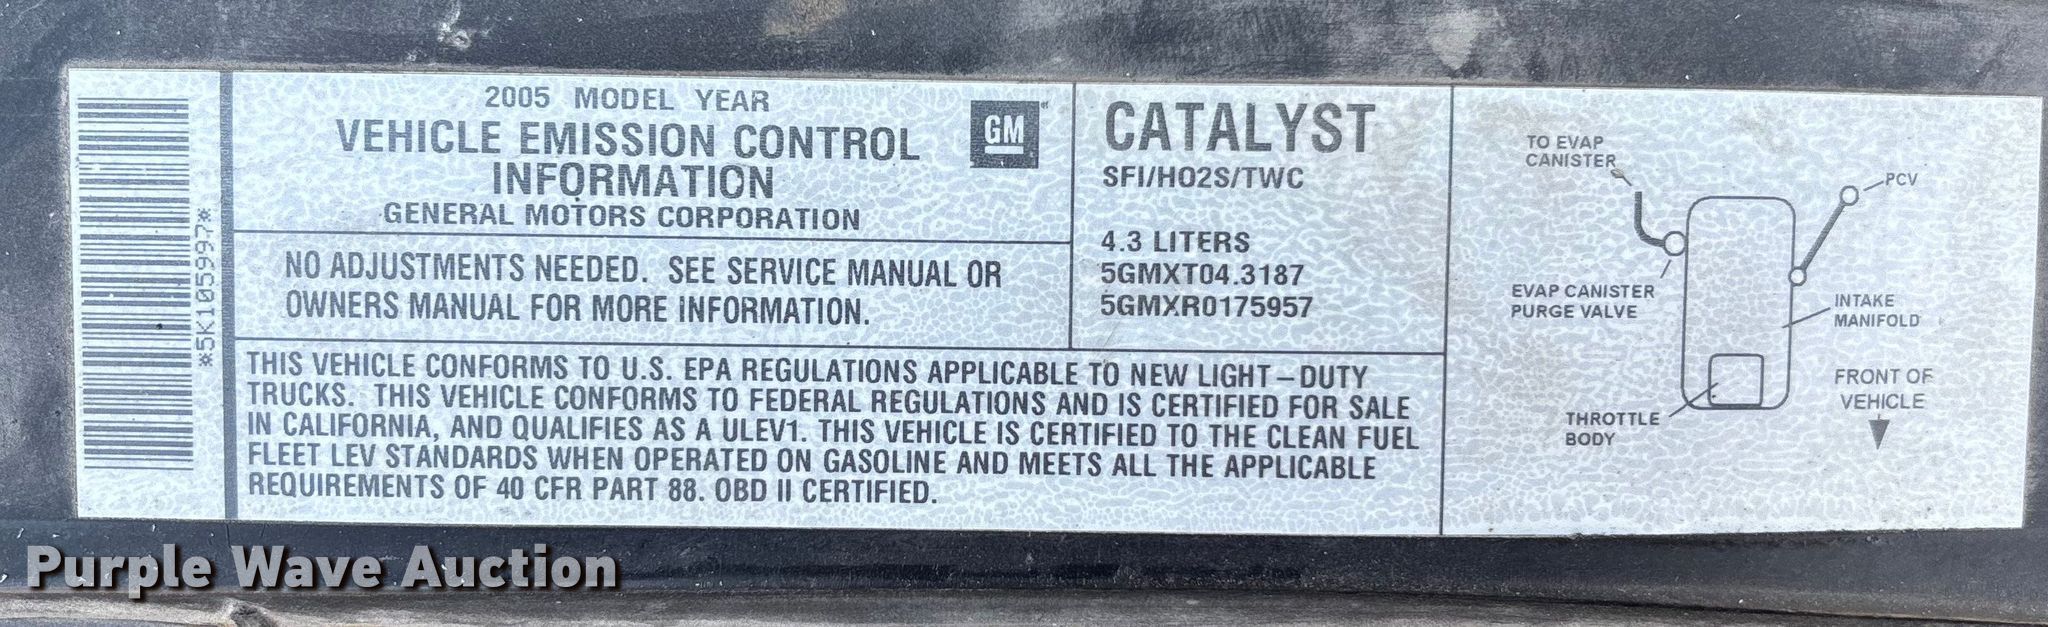 *5K1059977*
2005 MODEL YEAR
VEHICLE EMISSION CONTROL
INFORMATION
GENERAL MOTORS CORPORATION
GM
NO ADJUSTMENTS NEEDED. SEE SERVICE MANUAL OR
OWNERS MANUAL FOR MORE INFORMATION.
CATALYST
SFI/HO2S/TWC
4.3 LITERS
5GMXT04.3187
5GMXR0175957
THIS VEHICLE CONFORMS TO U.S. EPA REGULATIONS APPLICABLE TO NEW LIGHT-DUTY
TRUCKS. THIS VEHICLE CONFORMS TO FEDERAL REGULATIONS AND IS CERTIFIED FOR SALE
IN CALIFORNIA, AND QUALIFIES AS A ULEV1. THIS VEHICLE IS CERTIFIED TO THE CLEAN FUEL
FLEET LEV STANDARDS WHEN OPERATED ON GASOLINE AND MEETS ALL THE APPLICABLE
REQUIREMENTS OF 40 CFR PART 88. OBD II CERTIFIED.
TO EVAP
CANISTER
PCV
EVAP CANISTER
PURGE VALVE
INTAKE
MANIFOLD
THROTTLE
BODY
FRONT OF
VEHICLE
Purple Wave Auction